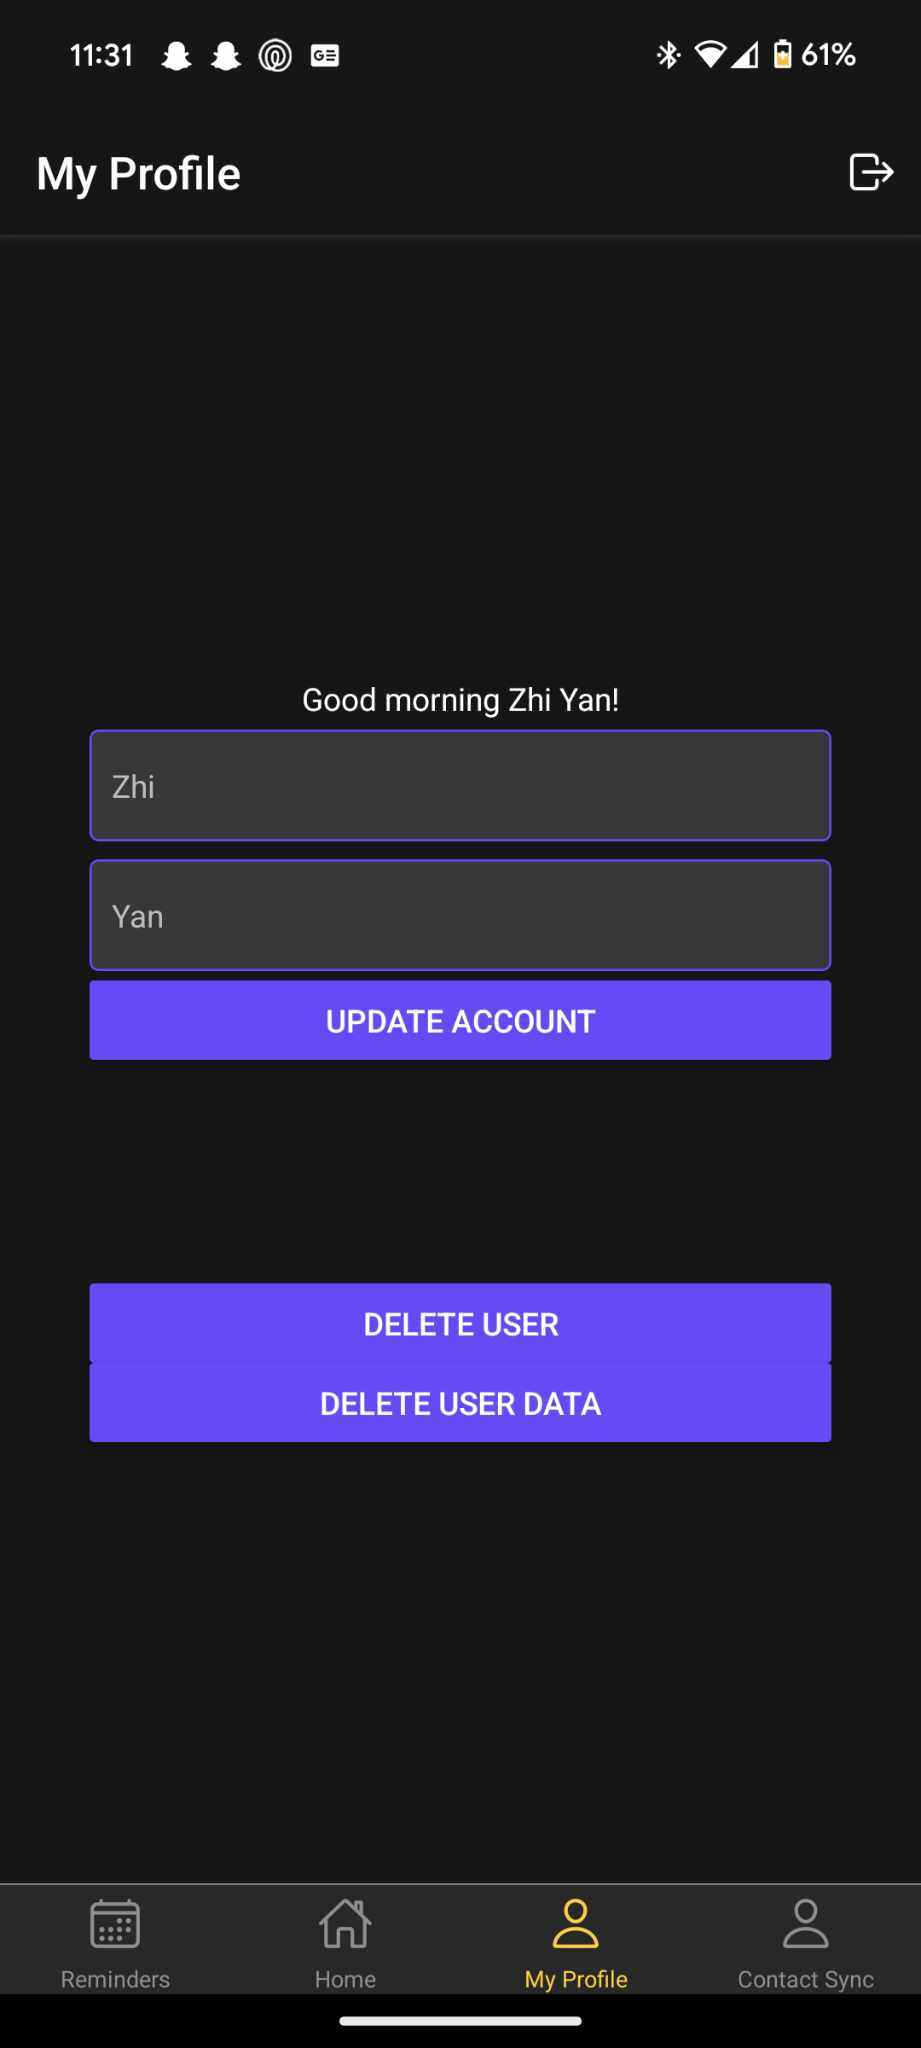 11:31 61%
My Profile
Good morning Zhi Yan!
Zhi
Yan
UPDATE ACCOUNT
DELETE USER
DELETE USER DATA
Reminders Home My Profile Contact Sync